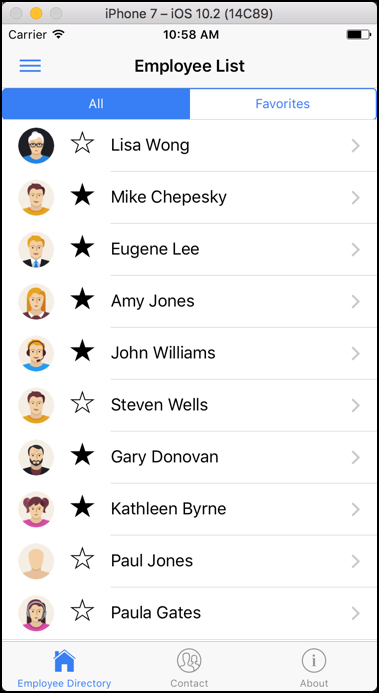 iPhone 7 – iOS 10.2 (14C89)
Carrier 10:58 AM
Employee List
All Favorites
Lisa Wong
Mike Chepesky
Eugene Lee
Amy Jones
John Williams
Steven Wells
Gary Donovan
Kathleen Byrne
Paul Jones
Paula Gates
Employee Directory Contact About